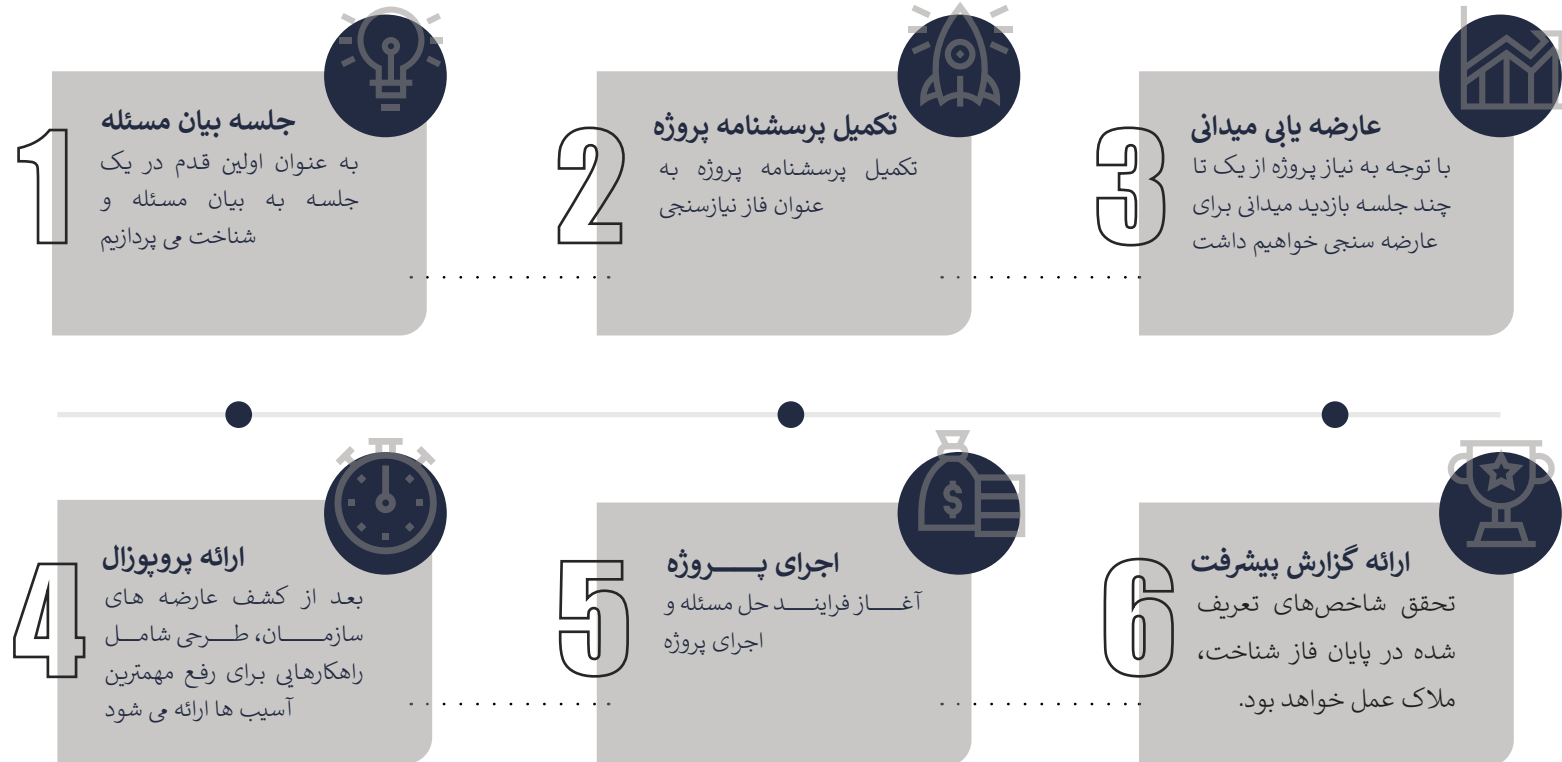 1
جلسه بیان مسئله
به عنوان اولین قدم در یک
جلسه به بیان مسئله و
شناخت می پردازیم
2
تکمیل پرسشنامه پروژه
تکمیل پرسشنامه پروژه به
عنوان فاز نیازسنجی
3
عارضه یابی میدانی
با توجه به نیاز پروژه از یک تا
چند جلسه بازدید میدانی برای
عارضه سنجی خواهیم داشت
4
ارائه پروپوزال
بعد از کشف عارضه های
سازمـــــان، طـــرحی شامـــل
راهکارهایی برای رفع مهمترین
آسیب ها ارائه می شود
5
اجرای پـــــروژه
آغـــــاز فراینـــــد حل مسئله و
اجرای پروژه
$
6
ارائه گزارش پیشرفت
تحقق شاخص‌های تعریف
شده در پایان فاز شناخت،
ملاک عمل خواهد بود.